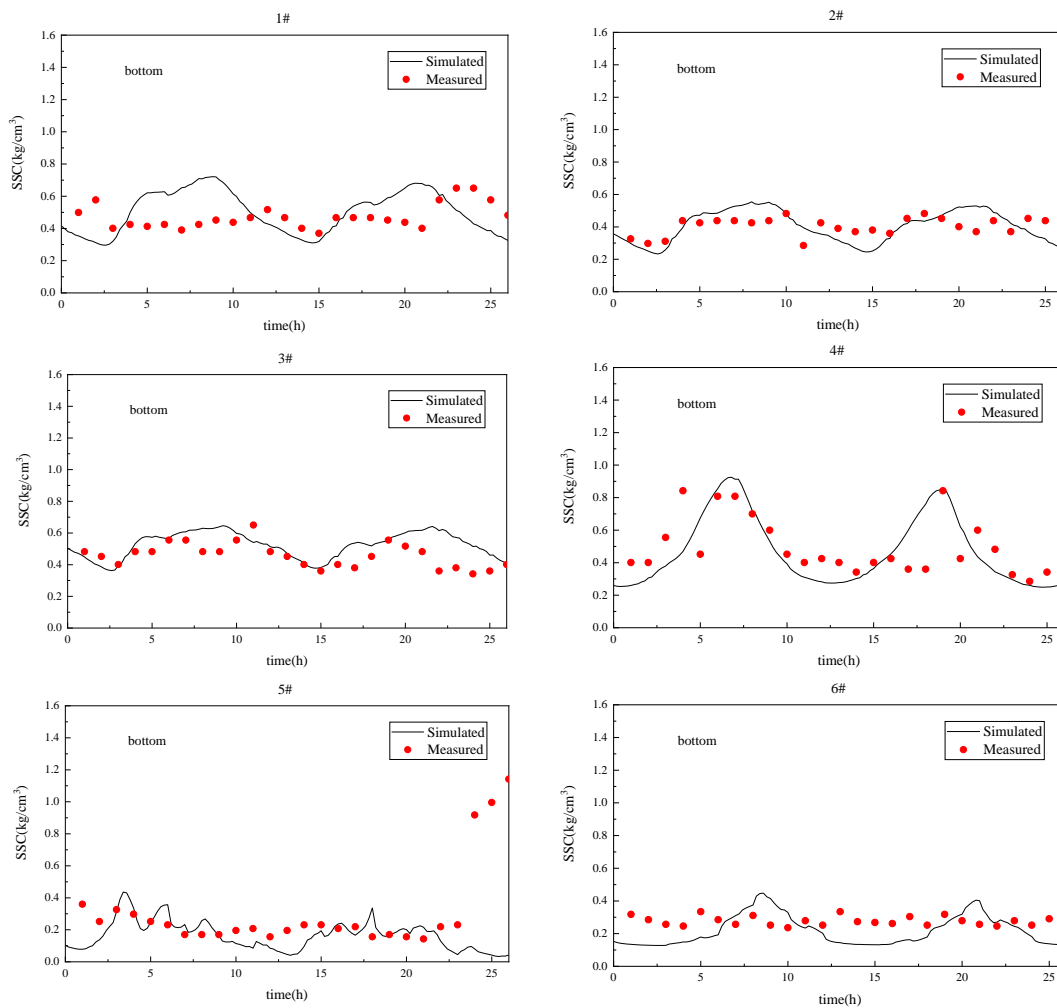 1#
1.6
1.4
1.2
1.0
0.8
0.6
0.4
0.2
0.0
SSC(kg/cm³)
bottom
Simulated
Measured
0 5 10 15 20 25
time(h)
2#
1.6
1.4
1.2
1.0
0.8
0.6
0.4
0.2
0.0
SSC(kg/cm³)
bottom
Simulated
Measured
0 5 10 15 20 25
time(h)
3#
1.6
1.4
1.2
1.0
0.8
0.6
0.4
0.2
0.0
SSC(kg/cm³)
bottom
Simulated
Measured
0 5 10 15 20 25
time(h)
4#
1.6
1.4
1.2
1.0
0.8
0.6
0.4
0.2
0.0
SSC(kg/cm³)
bottom
Simulated
Measured
0 5 10 15 20 25
time(h)
5#
1.6
1.4
1.2
1.0
0.8
0.6
0.4
0.2
0.0
SSC(kg/cm³)
bottom
Simulated
Measured
0 5 10 15 20 25
time(h)
6#
1.6
1.4
1.2
1.0
0.8
0.6
0.4
0.2
0.0
SSC(kg/cm³)
bottom
Simulated
Measured
0 5 10 15 20 25
time(h)